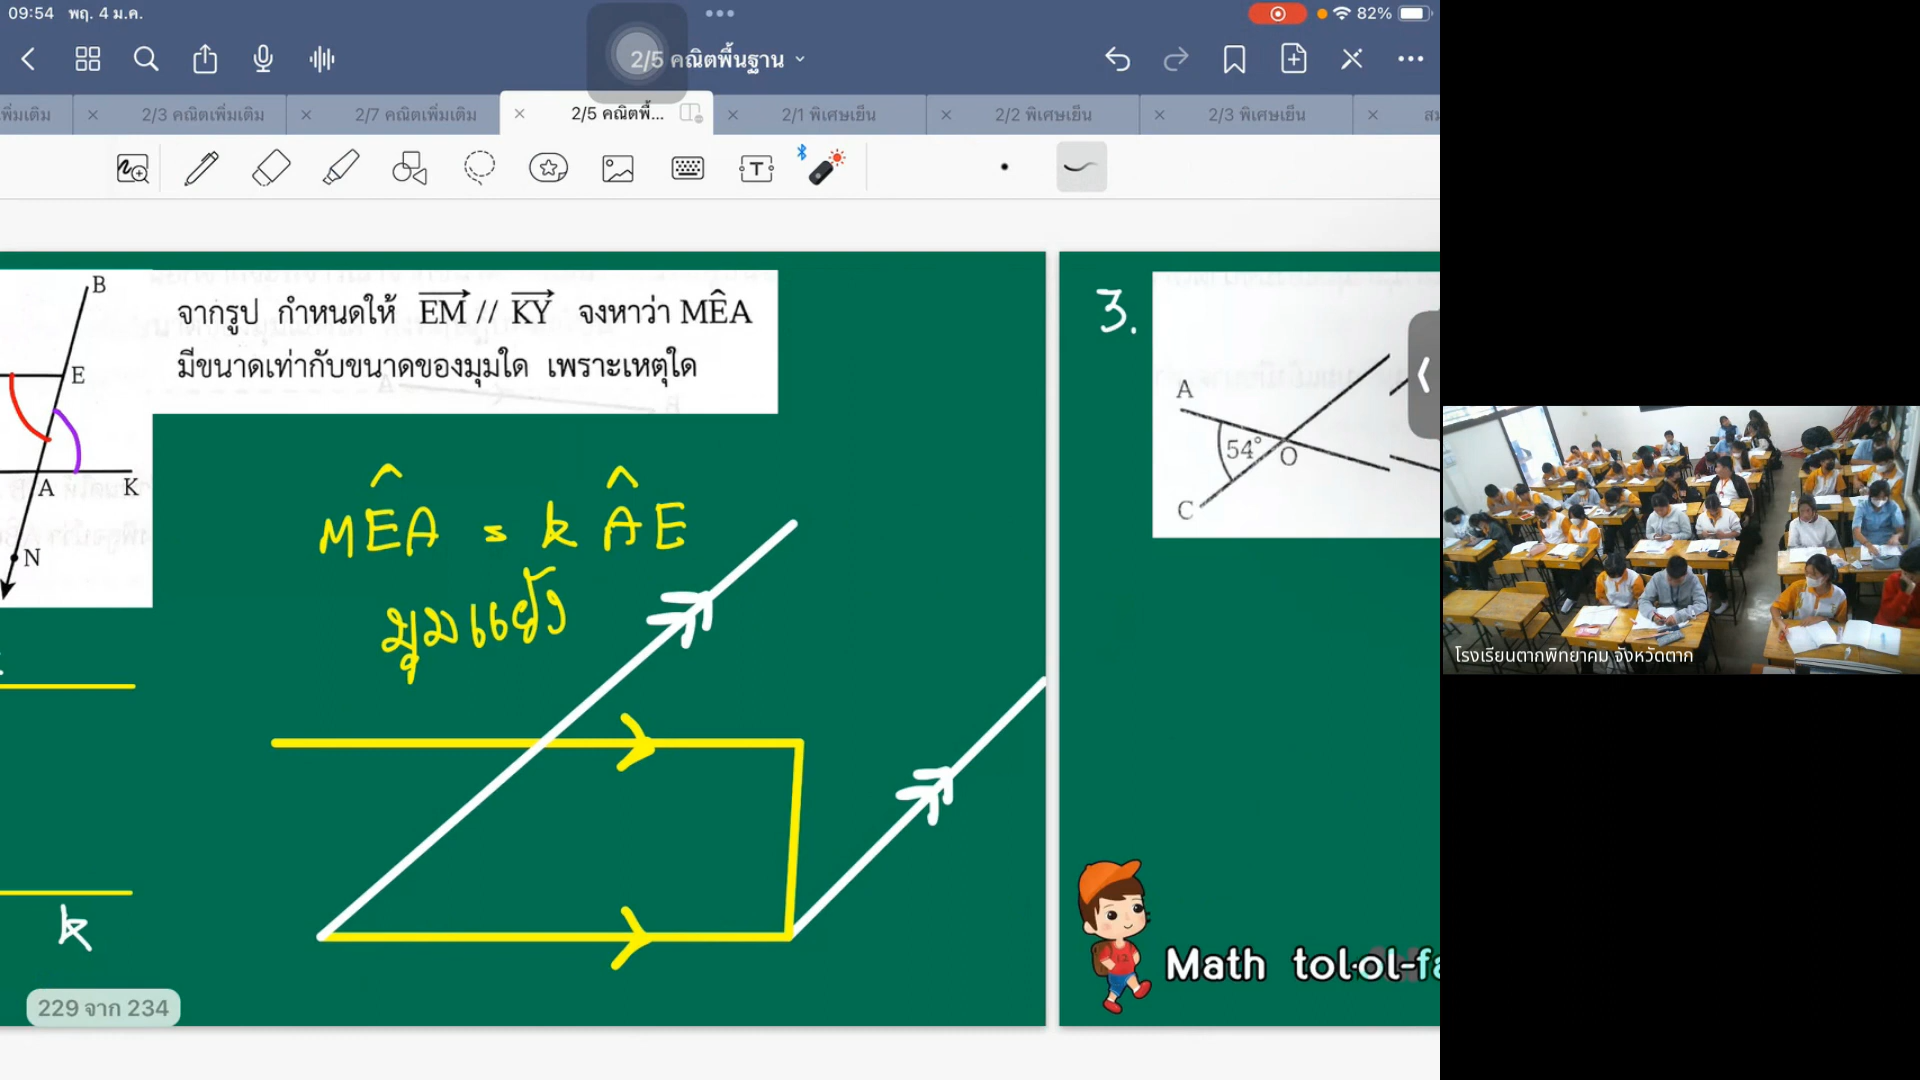 09:54 พฤ. 4 ม.ค.
82%
2/5 คณิตพื้นฐาน
เพิ่มเติม
2/3 คณิตเพิ่มเติม
2/7 คณิตเพิ่มเติม
2/5 คณิตพื้...
2/1 พิเศษเย็น
2/2 พิเศษเย็น
2/3 พิเศษเย็น
สม
B
E
A
K
N
จากรูป กำหนดให้ EM // KY จงหาว่า MÊA
มีขนาดเท่ากับขนาดของมุมใด เพราะเหตุใด
MÊA = kÂE
มุมแย้ง
k
229 จาก 234
3.
A
54°
O
C
Math
โรงเรียนตากพิทยาคม จังหวัดตาก